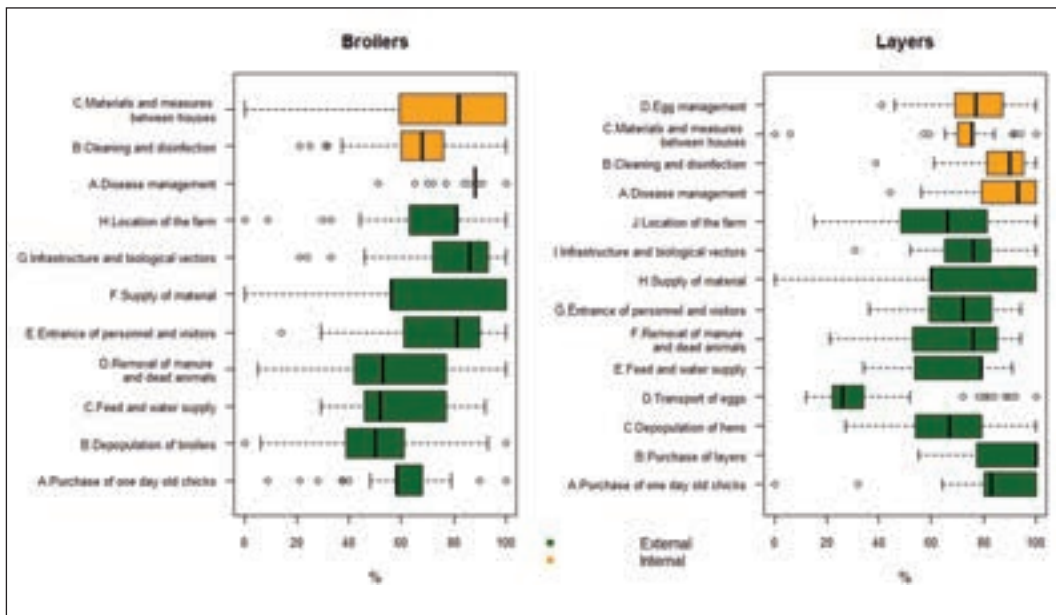 Broilers
C.Materials and measures
between houses
B.Cleaning and disinfection
A.Disease management
H.Location of the farm
G.Infrastructure and biological vectors
F.Supply of material
E.Entrance of personnel and visitors
D.Removal of manure
and dead animals
C.Feed and water supply
B.Depopulation of broilers
A.Purchase of one day old chicks
0 20 40 60 80 100
%
Layers
D.Egg management
C.Materials and measures
between houses
B.Cleaning and disinfection
A.Disease management
J.Location of the farm
I.Infrastructure and biological vectors
H.Supply of material
G.Entrance of personnel and visitors
F.Removal of manure
and dead animals
E.Feed and water supply
D.Transport of eggs
C.Depopulation of hens
B.Purchase of layers
A.Purchase of one day old chicks
0 20 40 60 80 100
%
External
Internal